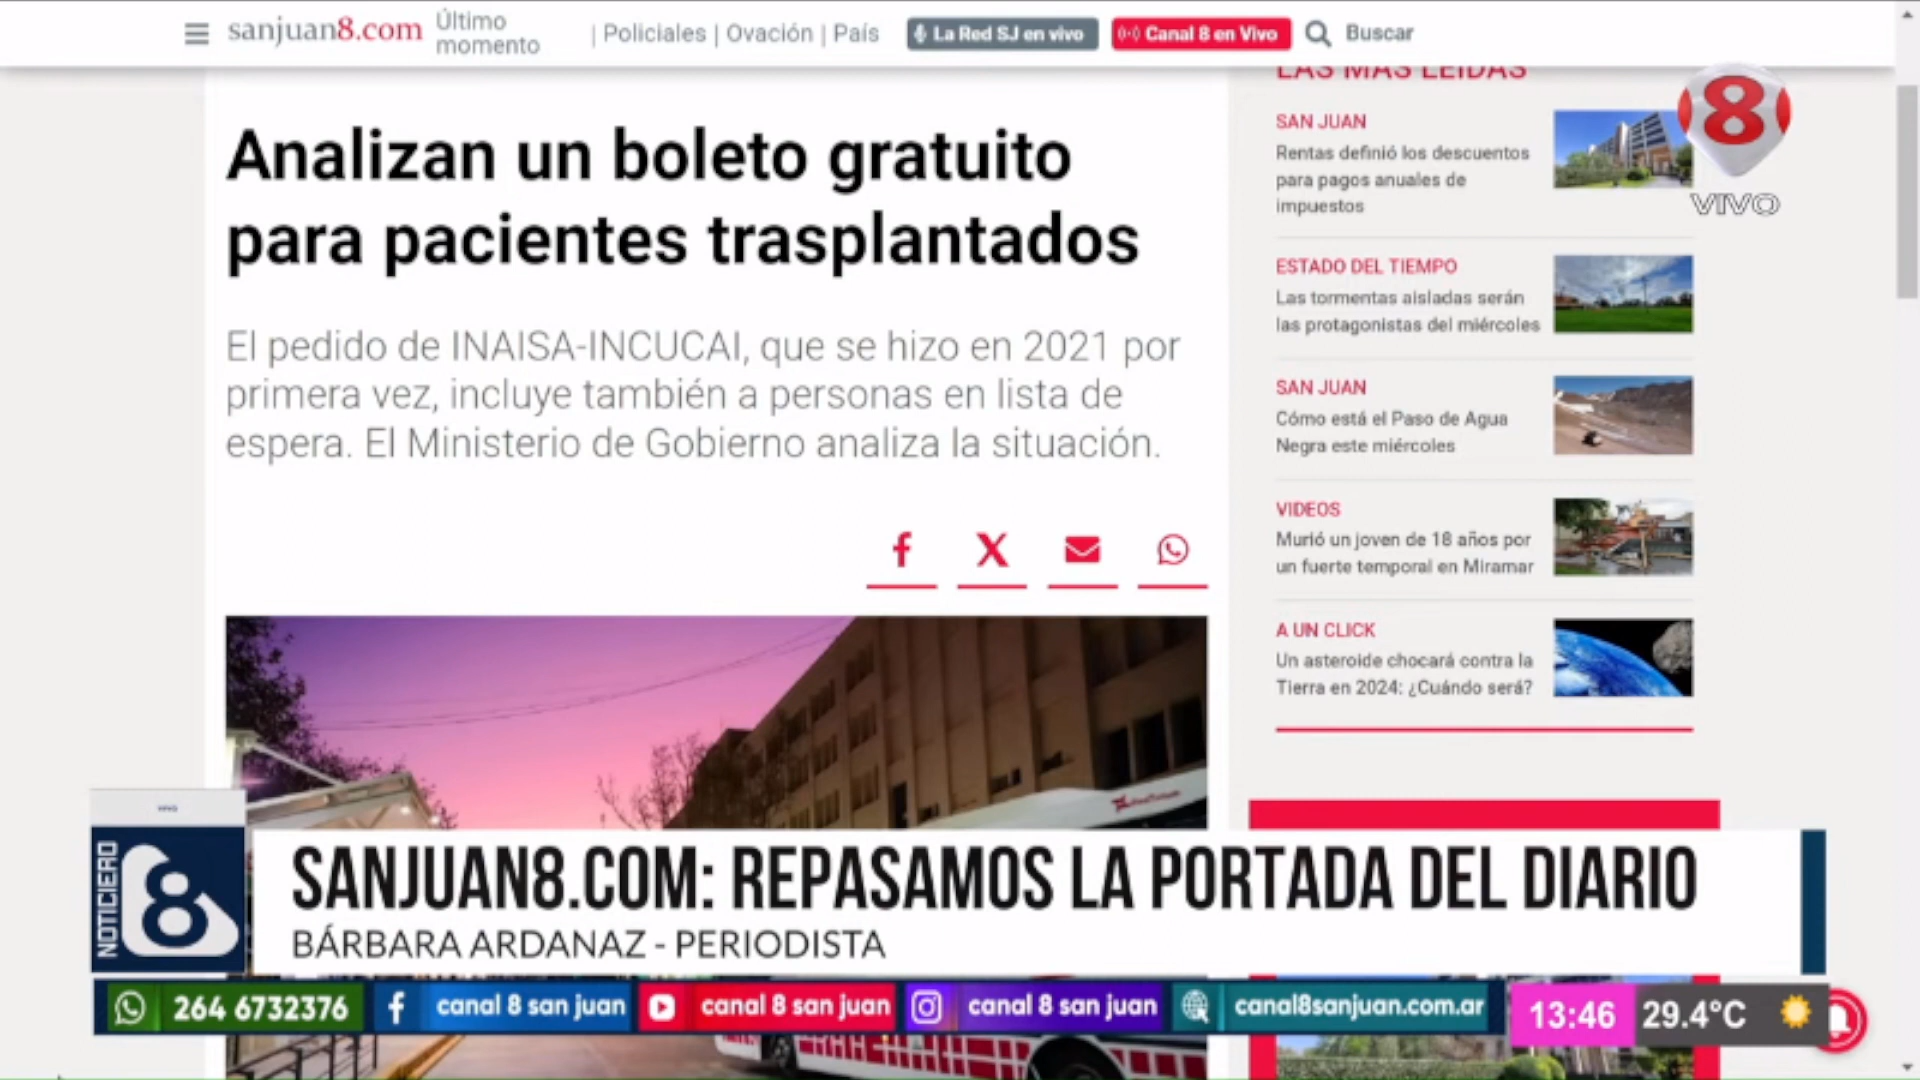 sanjuan8.com
Último
momento
| Policiales | Ovación | País
La Red SJ en vivo
Canal 8 en Vivo
Buscar
Analizan un boleto gratuito
para pacientes trasplantados
El pedido de INAISA-INCUCAI, que se hizo en 2021 por
primera vez, incluye también a personas en lista de
espera. El Ministerio de Gobierno analiza la situación.
LAS MÁS LEÍDAS
SAN JUAN
Rentas definió los descuentos
para pagos anuales de
impuestos
ESTADO DEL TIEMPO
Las tormentas aisladas serán
las protagonistas del miércoles
SAN JUAN
Cómo está el Paso de Agua
Negra este miércoles
VIDEOS
Murió un joven de 18 años por
un fuerte temporal en Miramar
A UN CLICK
Un asteroide chocará contra la
Tierra en 2024: ¿Cuándo será?
8
VIVO
VIVO
NOTICIERO
8
SANJUAN8.COM: REPASAMOS LA PORTADA DEL DIARIO
BÁRBARA ARDANAZ - PERIODISTA
264 6732376
canal 8 san juan
canal 8 san juan
canal 8 san juan
canal8sanjuan.com.ar
13:46
29.4°C